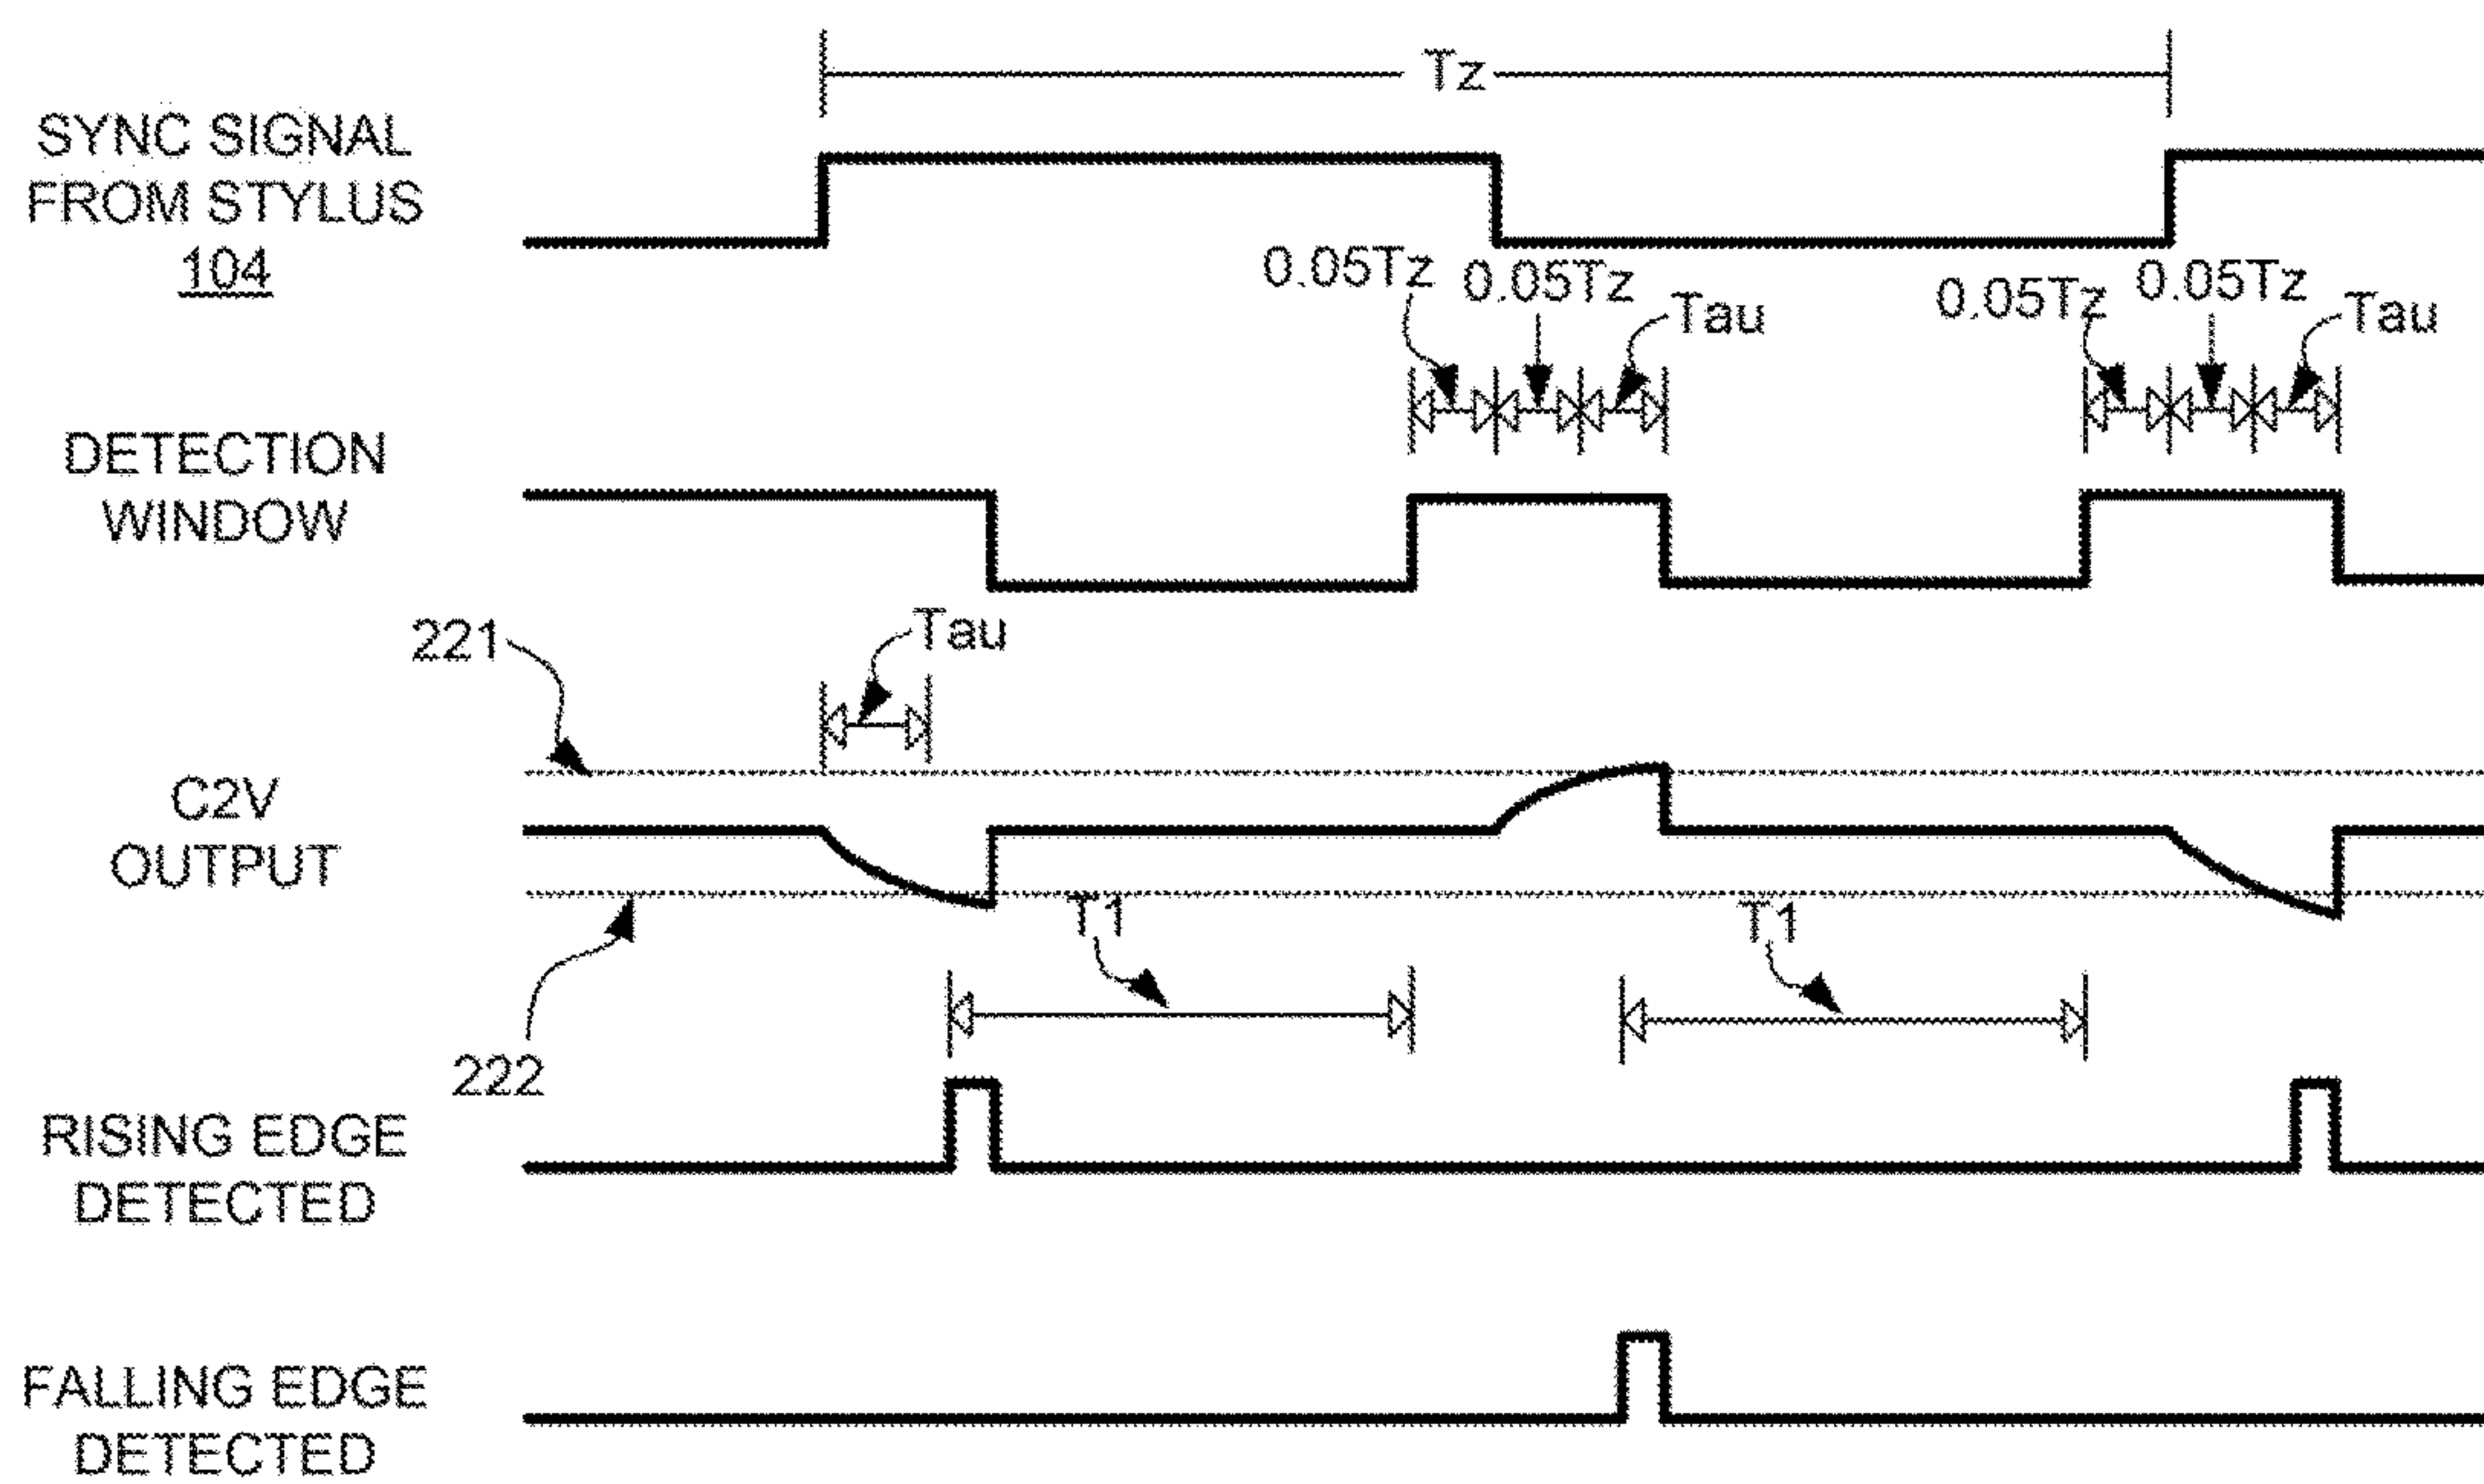 Tz
SYNC SIGNAL
FROM STYLUS
104
0.05Tz
0.05Tz
Tau
0.05Tz
0.05Tz
Tau
DETECTION
WINDOW
221
Tau
C2V
OUTPUT
T1
T1
222
RISING EDGE
DETECTED
FALLING EDGE
DETECTED